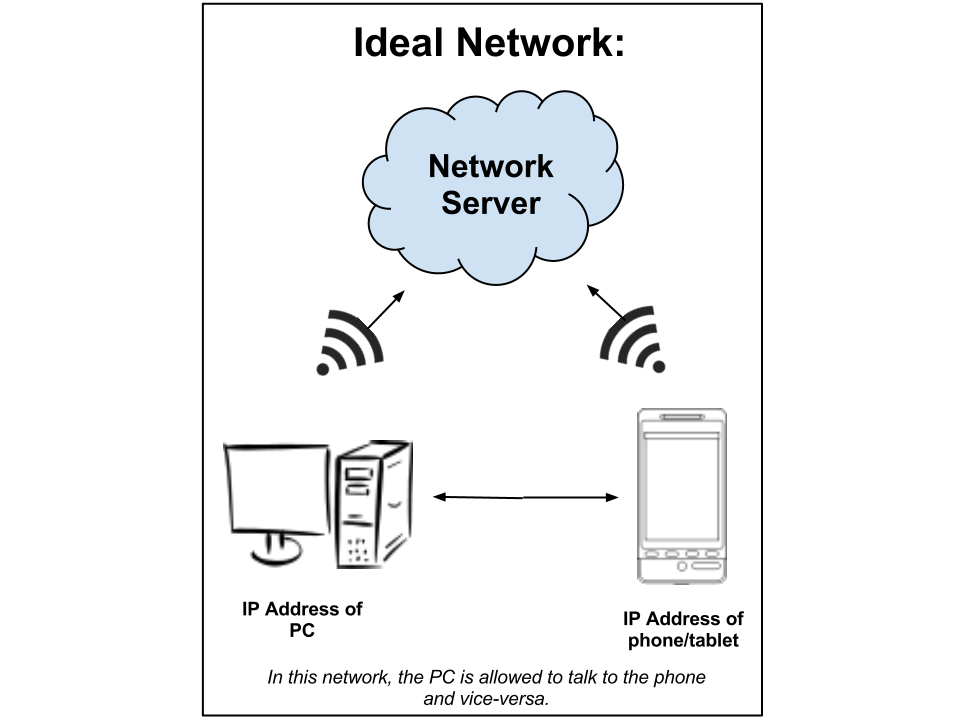 Ideal Network:
Network
Server
IP Address of
PC
IP Address of
phone/tablet
In this network, the PC is allowed to talk to the phone
and vice-versa.